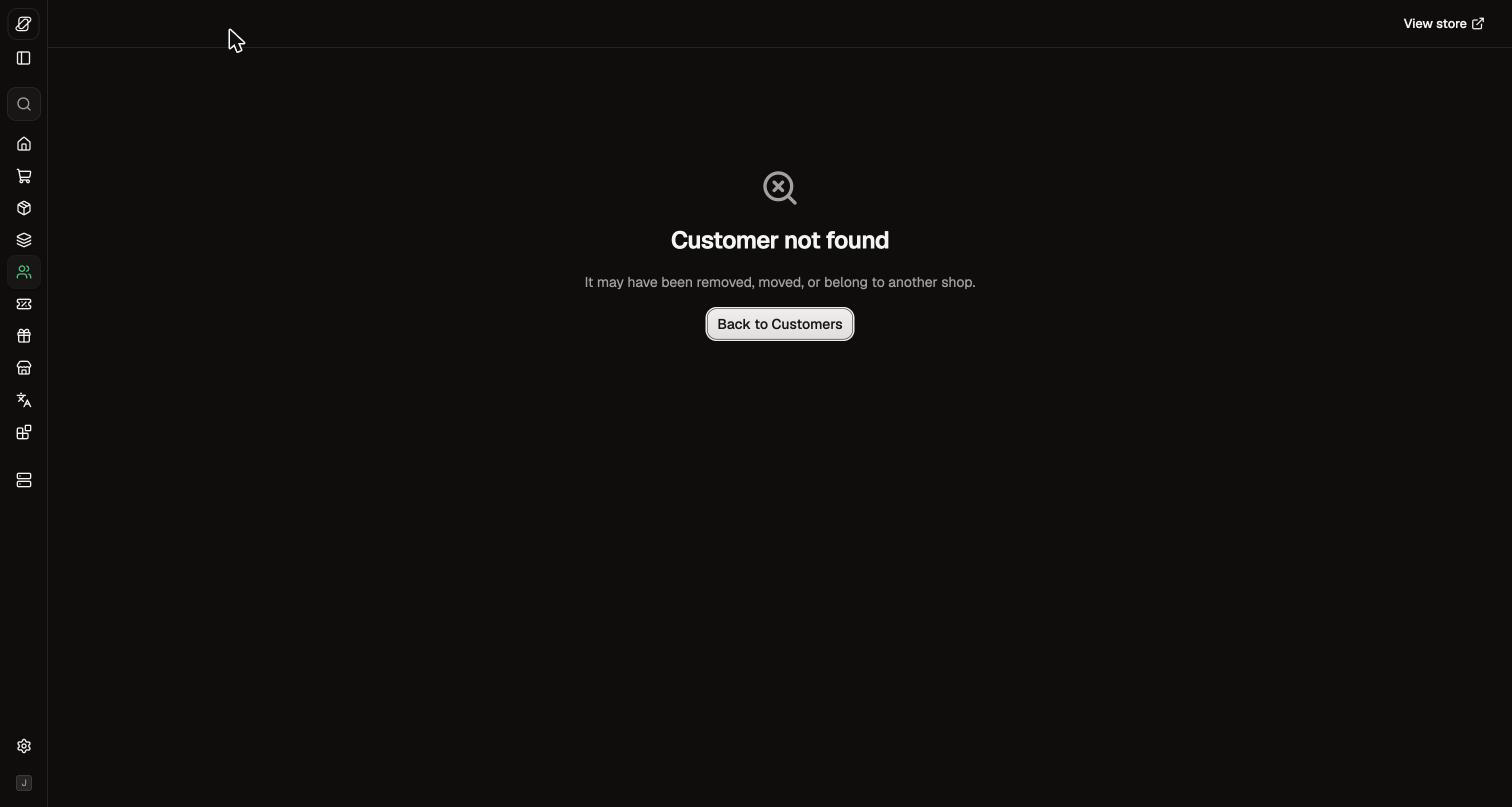 View store
Customer not found
It may have been removed, moved, or belong to another shop.
Back to Customers
J